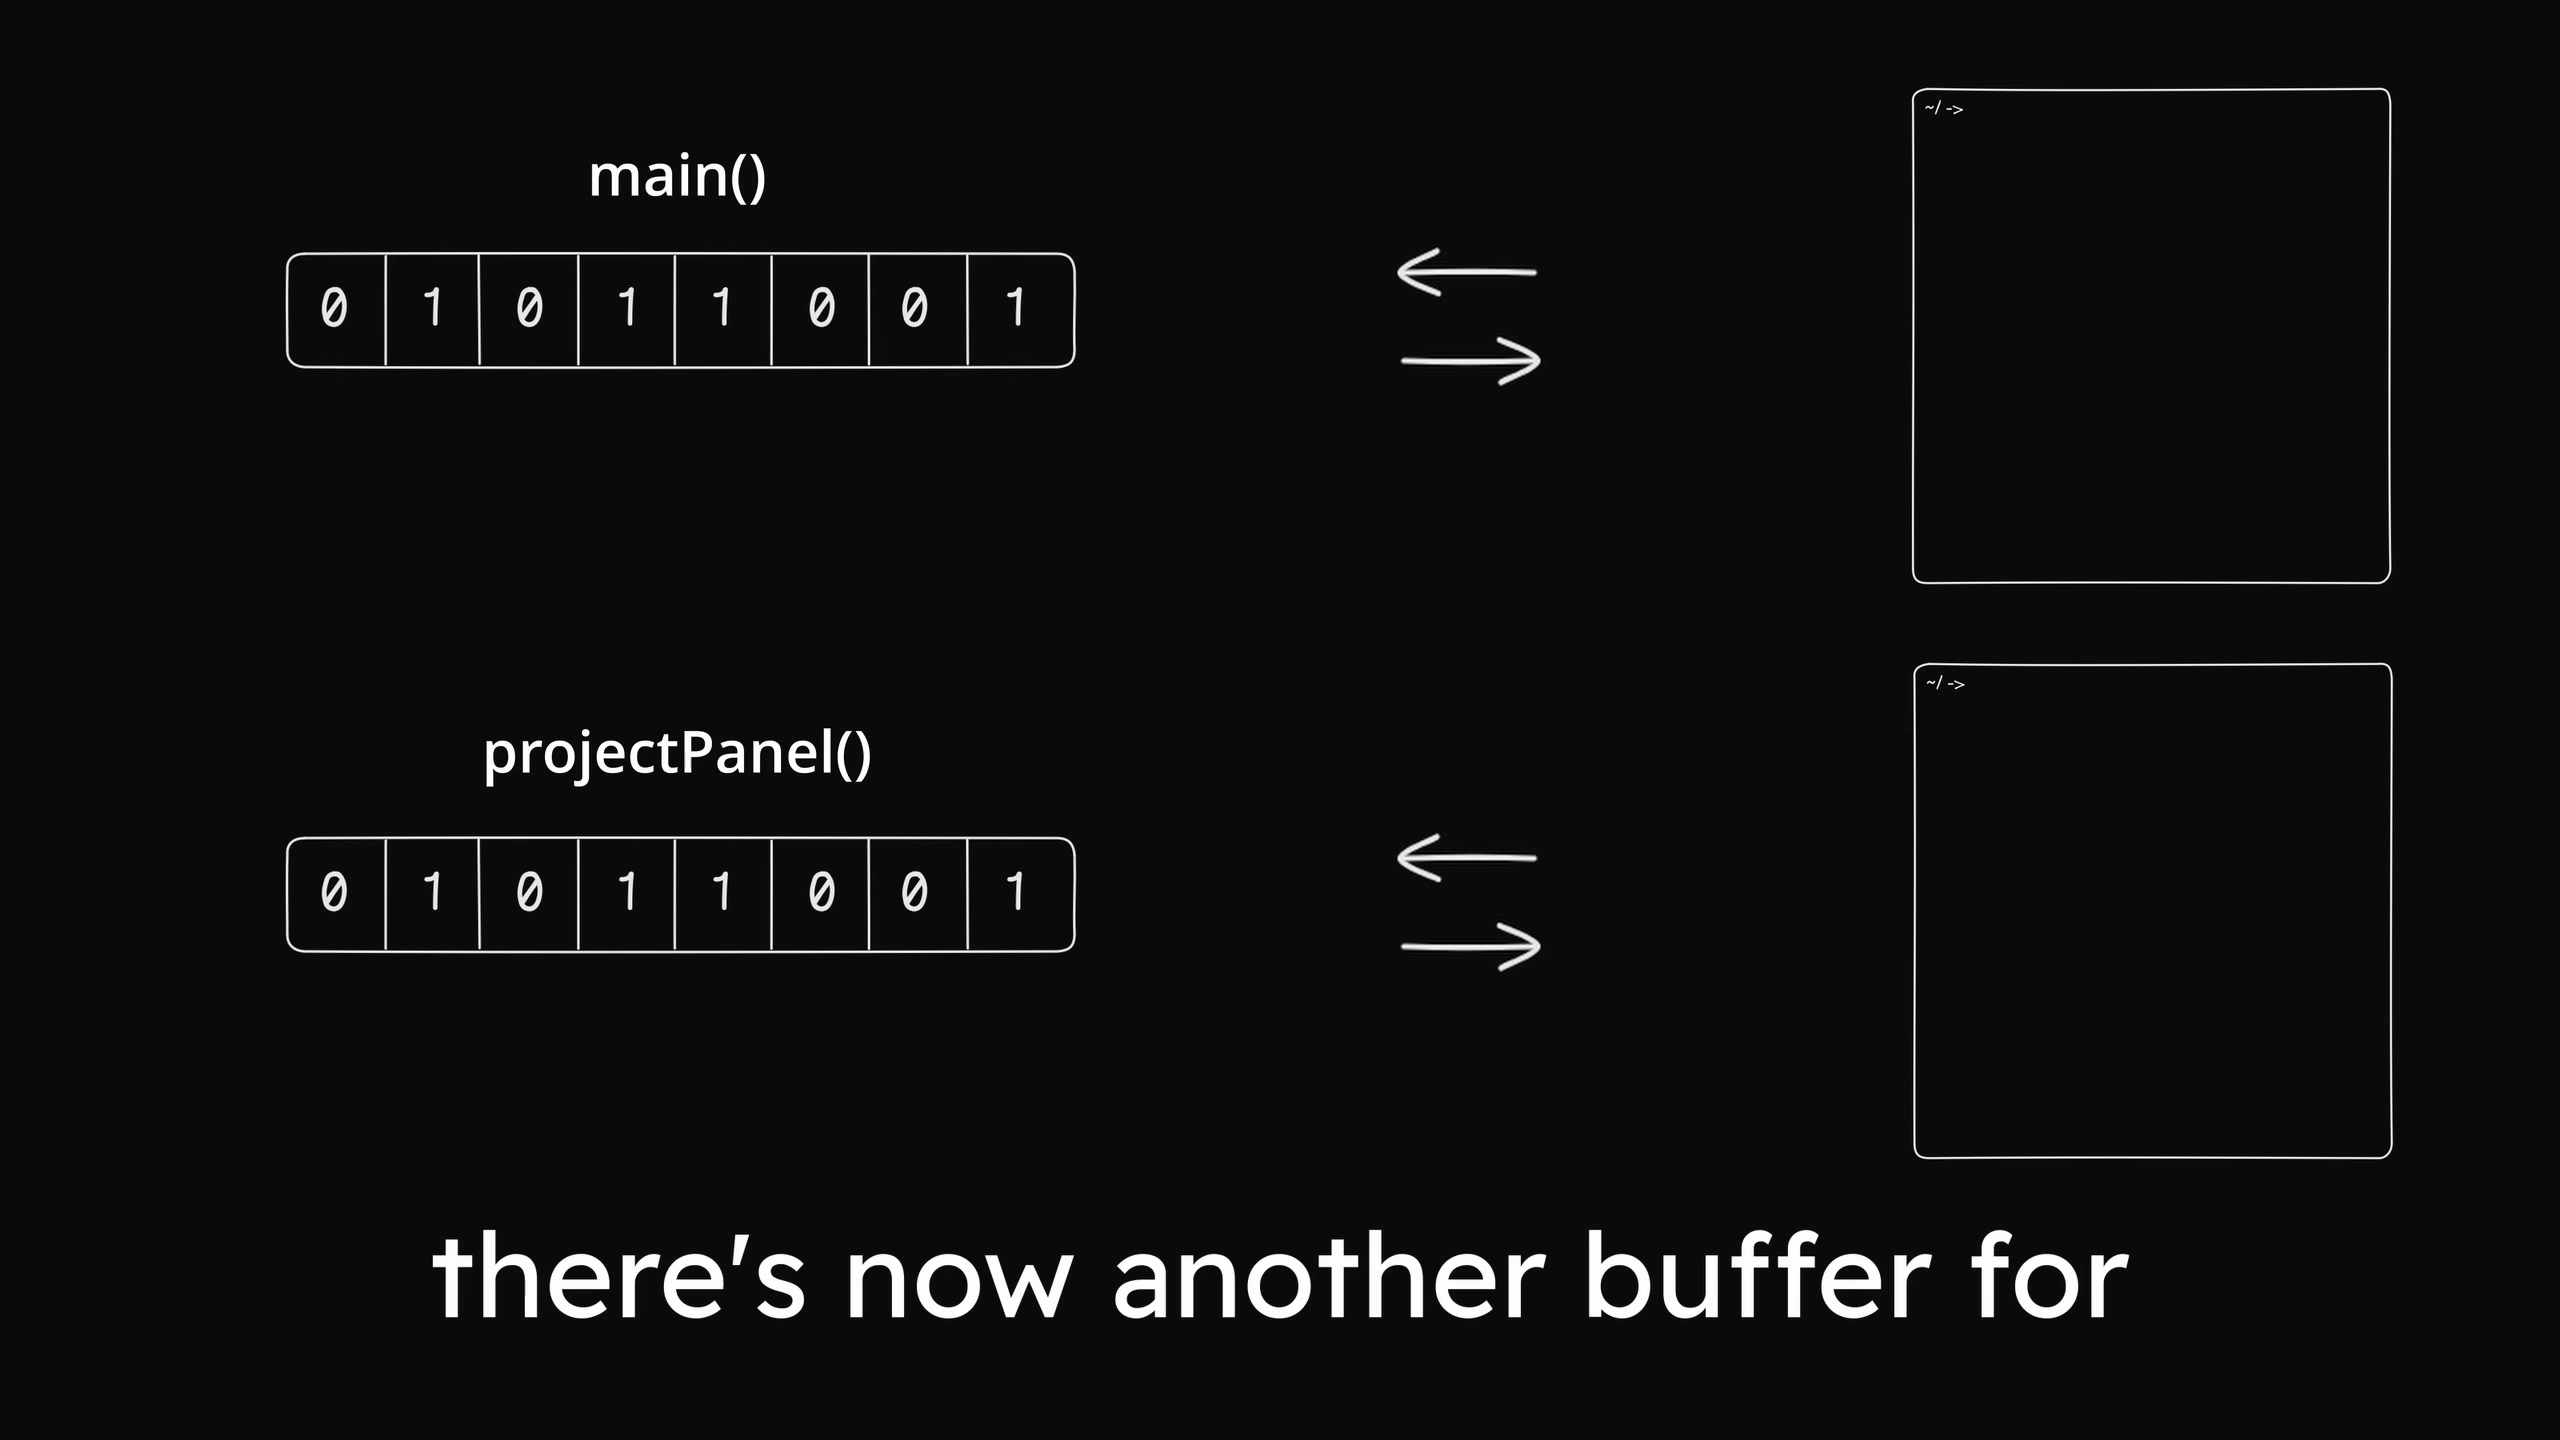 ~/ ->
main()
0 1 0 1 1 0 0 1
~/ ->
projectPanel()
0 1 0 1 1 0 0 1
there's now another buffer for